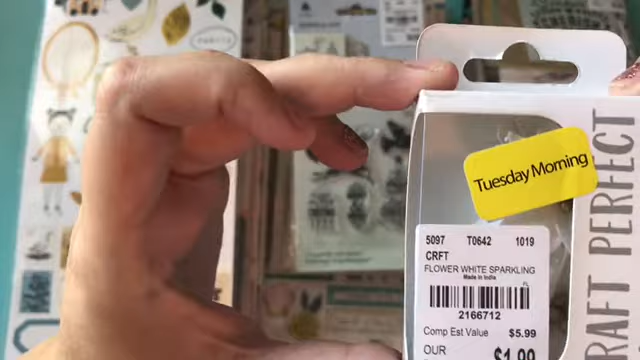 Tuesday Morning
5097 T0642 1019
CRFT
FLOWER WHITE SPARKLING
Made in India
2166712
Comp Est Value $5.99
OUR $1.99
RAFT PERFECT